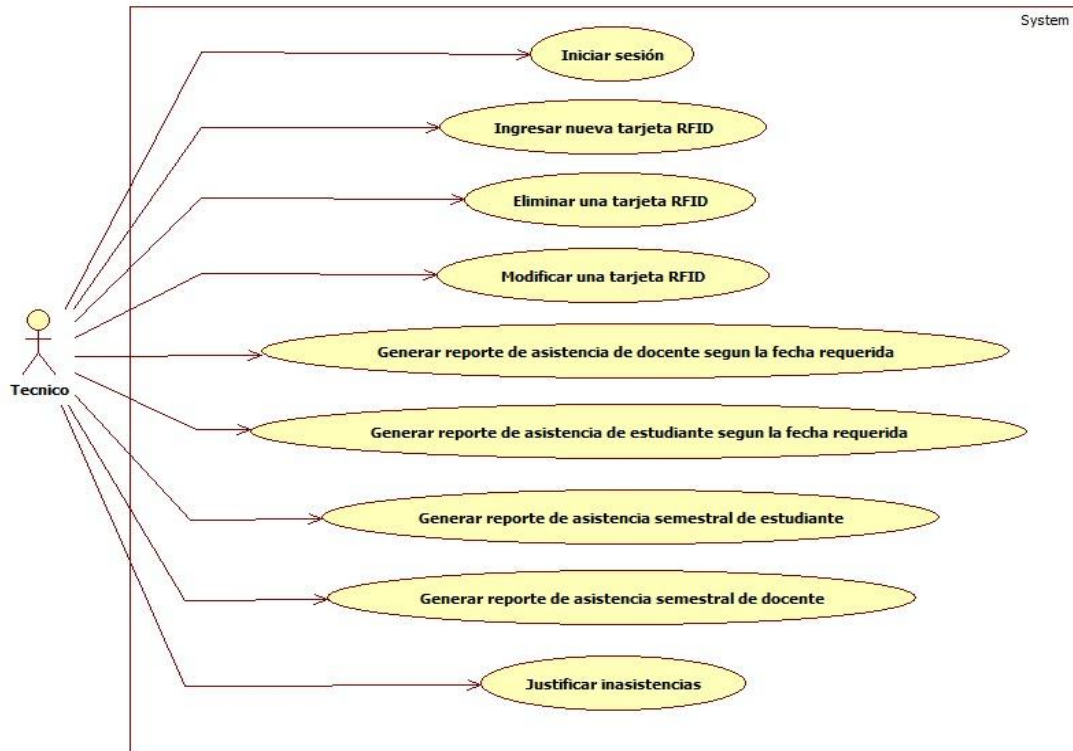 System
Iniciar sesión
Ingresar nueva tarjeta RFID
Eliminar una tarjeta RFID
Modificar una tarjeta RFID
Generar reporte de asistencia de docente segun la fecha requerida
Tecnico
Generar reporte de asistencia de estudiante segun la fecha requerida
Generar reporte de asistencia semestral de estudiante
Generar reporte de asistencia semestral de docente
Justificar inasistencias